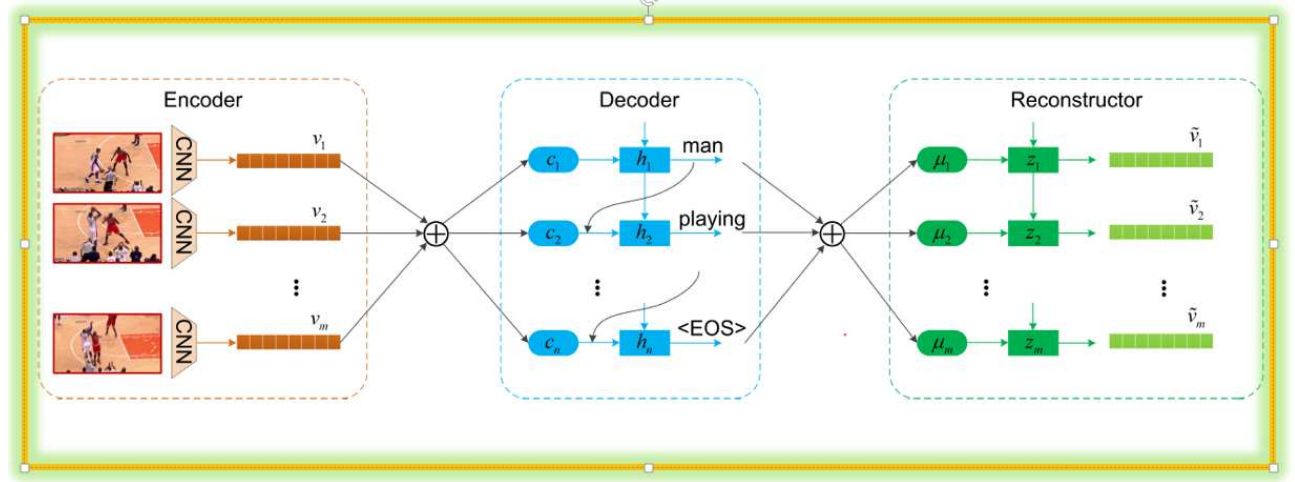 Encoder
Decoder
Reconstructor
CNN
v₁
c₁
h₁
man
μ₁
z₁
ṽ₁
CNN
v₂
c₂
h₂
playing
μ₂
z₂
ṽ₂
CNN
vₘ
cₙ
hₙ
<EOS>
μₘ
zₘ
ṽₘ